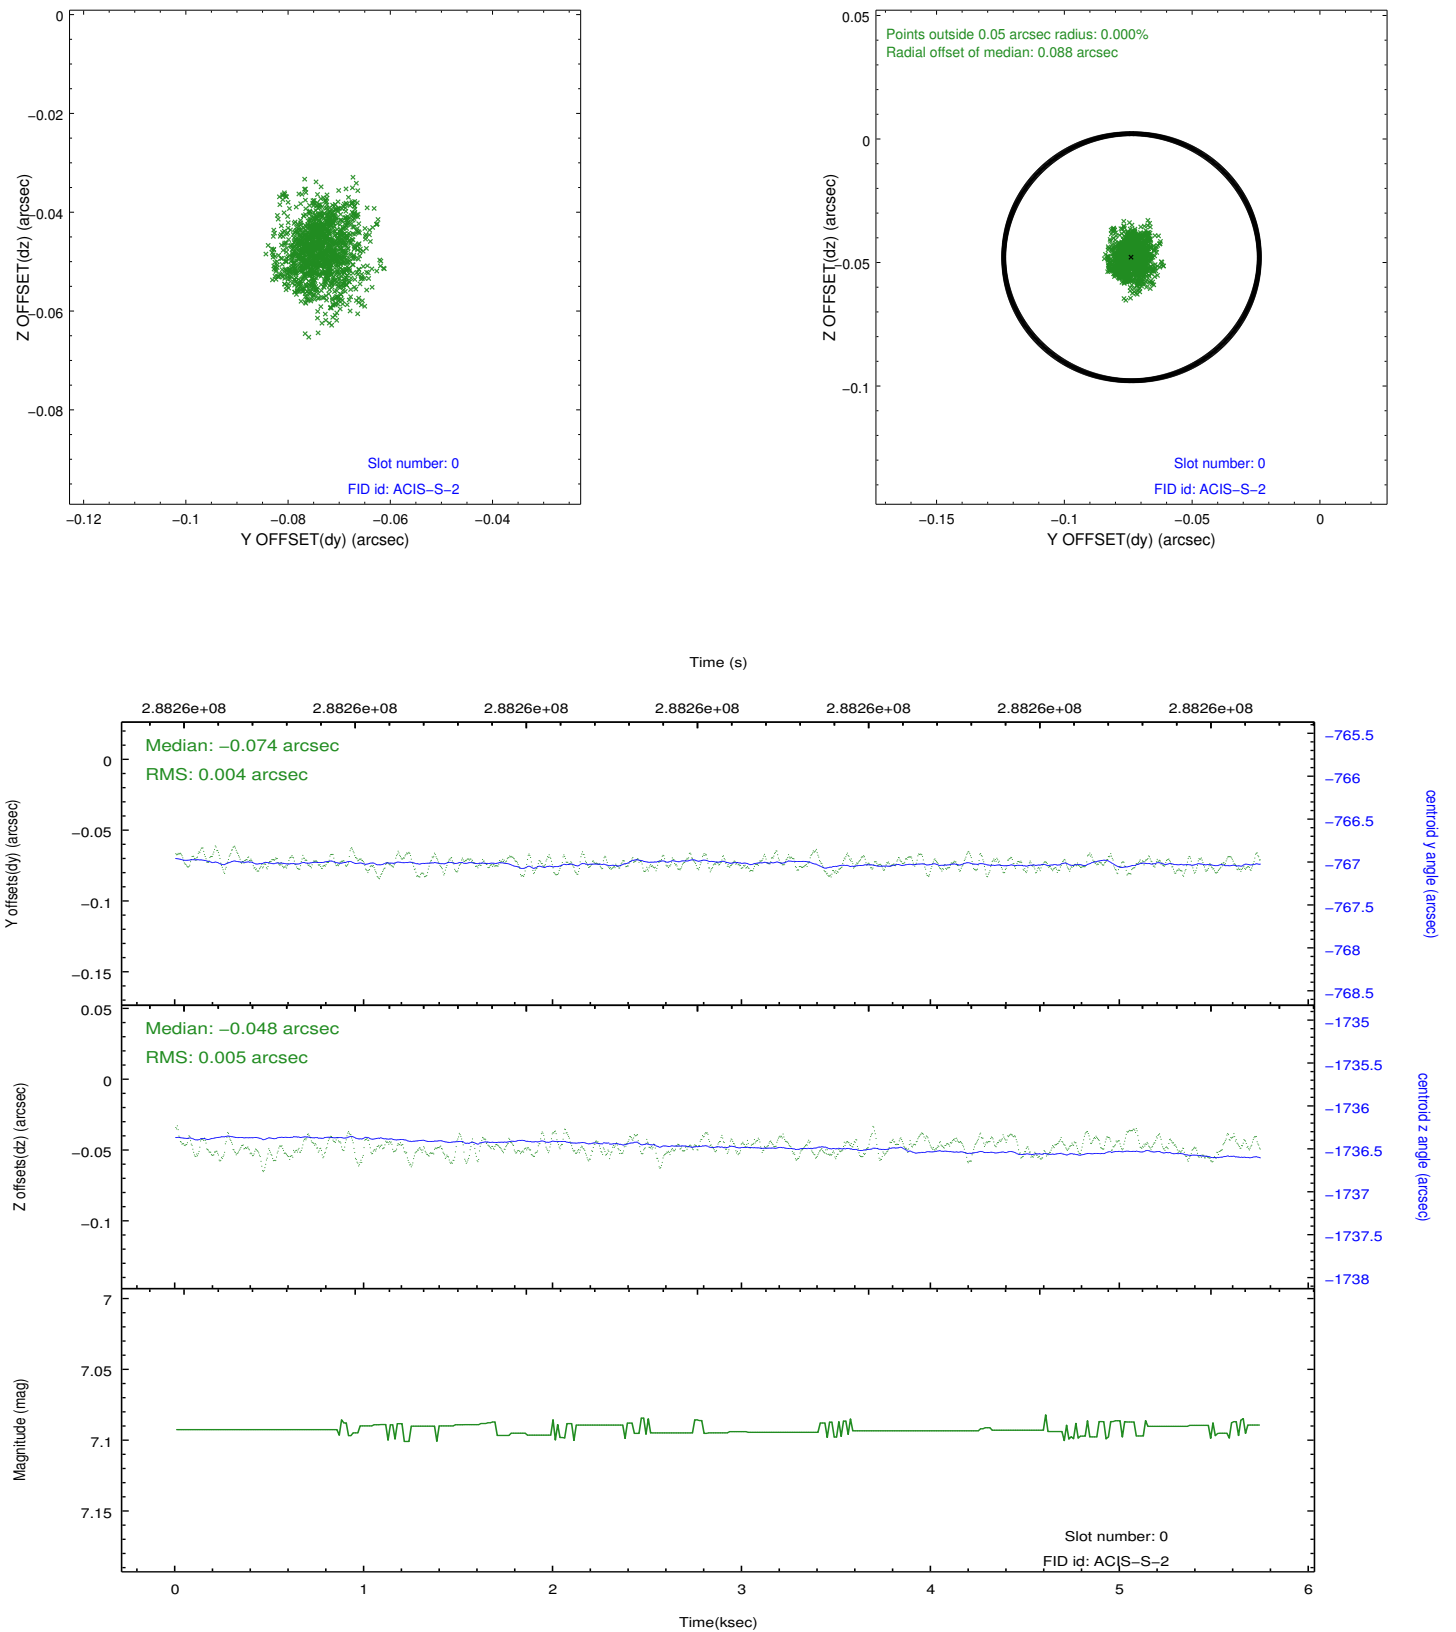 0
−0.02
−0.04
−0.06
−0.08
Z OFFSET(dz) (arcsec)
Slot number: 0
FID id: ACIS−S−2
−0.12
−0.1
−0.08
−0.06
−0.04
Y OFFSET(dy) (arcsec)
0.05
0
−0.05
−0.1
Z OFFSET(dz) (arcsec)
Points outside 0.05 arcsec radius: 0.000%
Radial offset of median: 0.088 arcsec
Slot number: 0
FID id: ACIS−S−2
−0.15
−0.1
−0.05
0
Y OFFSET(dy) (arcsec)
Time (s)
2.8826e+08
2.8826e+08
2.8826e+08
2.8826e+08
2.8826e+08
2.8826e+08
2.8826e+08
Median: −0.074 arcsec
RMS: 0.004 arcsec
0
−0.05
−0.1
−0.15
Y offsets(dy) (arcsec)
−765.5
−766
−766.5
−767
−767.5
−768
−768.5
centroid y angle (arcsec)
Median: −0.048 arcsec
RMS: 0.005 arcsec
0.05
0
−0.05
−0.1
Z offsets(dz) (arcsec)
−1735
−1735.5
−1736
−1736.5
−1737
−1737.5
−1738
centroid z angle (arcsec)
7
7.05
7.1
7.15
Magnitude (mag)
Slot number: 0
FID id: ACIS−S−2
0
1
2
3
4
5
6
Time(ksec)